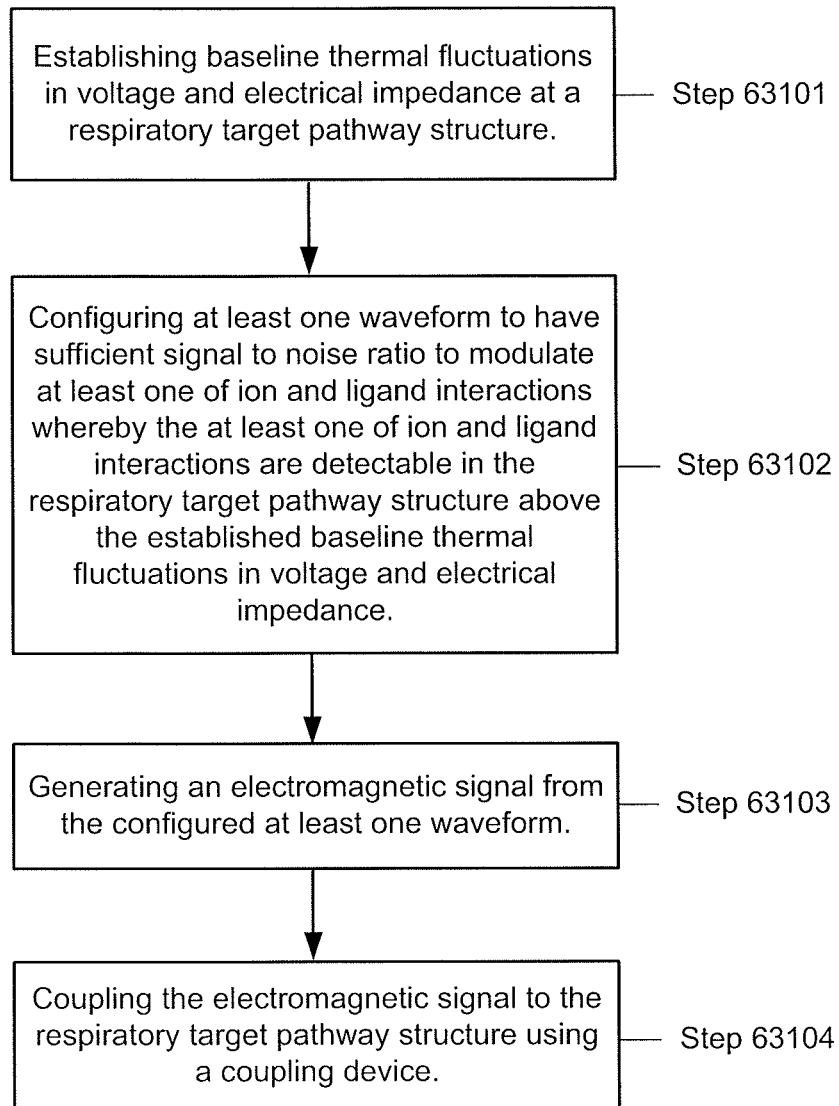 Establishing baseline thermal fluctuations
in voltage and electrical impedance at a
respiratory target pathway structure.
Step 63101
Configuring at least one waveform to have
sufficient signal to noise ratio to modulate
at least one of ion and ligand interactions
whereby the at least one of ion and ligand
interactions are detectable in the
respiratory target pathway structure above
the established baseline thermal
fluctuations in voltage and electrical
impedance.
Step 63102
Generating an electromagnetic signal from
the configured at least one waveform.
Step 63103
Coupling the electromagnetic signal to the
respiratory target pathway structure using
a coupling device.
Step 63104